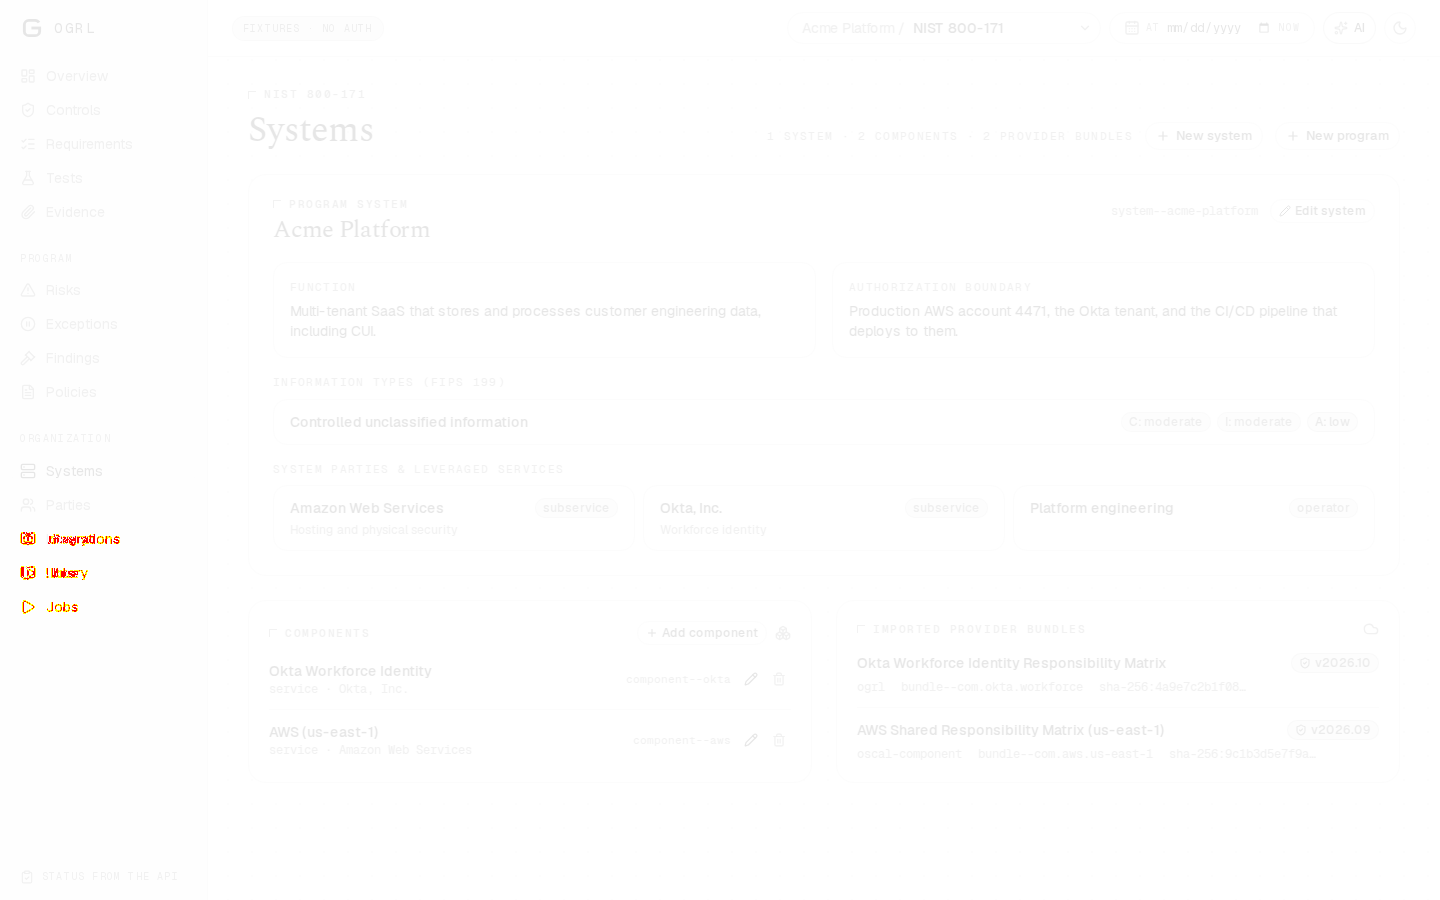 OGRL
FIXTURES NO AUTH
Acme Platform / NIST 800-171
AT mm/dd/yyyy NOW
AI
Overview
Controls
Requirements
Tests
Evidence
PROGRAM
Risks
Exceptions
Findings
Policies
ORGANIZATION
Systems
Parties
Jobs
STATUS FROM THE API
NIST 800-171
Systems
1 SYSTEM · 2 COMPONENTS · 2 PROVIDER BUNDLES
+ New system
+ New program
PROGRAM SYSTEM
Acme Platform
system--acme-platform
Edit system
FUNCTION
Multi-tenant SaaS that stores and processes customer engineering data,
including CUI.
AUTHORIZATION BOUNDARY
Production AWS account 4471, the Okta tenant, and the CI/CD pipeline that
deploys to them.
INFORMATION TYPES (FIPS 199)
Controlled unclassified information
C: moderate
I: moderate
A: low
SYSTEM PARTIES & LEVERAGED SERVICES
Amazon Web Services
subservice
Hosting and physical security
Okta, Inc.
subservice
Workforce identity
Platform engineering
operator
COMPONENTS
+ Add component
Okta Workforce Identity
service · Okta, Inc.
component--okta
AWS (us-east-1)
service · Amazon Web Services
component--aws
IMPORTED PROVIDER BUNDLES
Okta Workforce Identity Responsibility Matrix
v2026.10
ogrl bundle--com.okta.workforce sha-256:4a9e7c2b1f08…
AWS Shared Responsibility Matrix (us-east-1)
v2026.09
oscal-component bundle--com.aws.us-east-1 sha-256:9c1b3d5e7f9a…